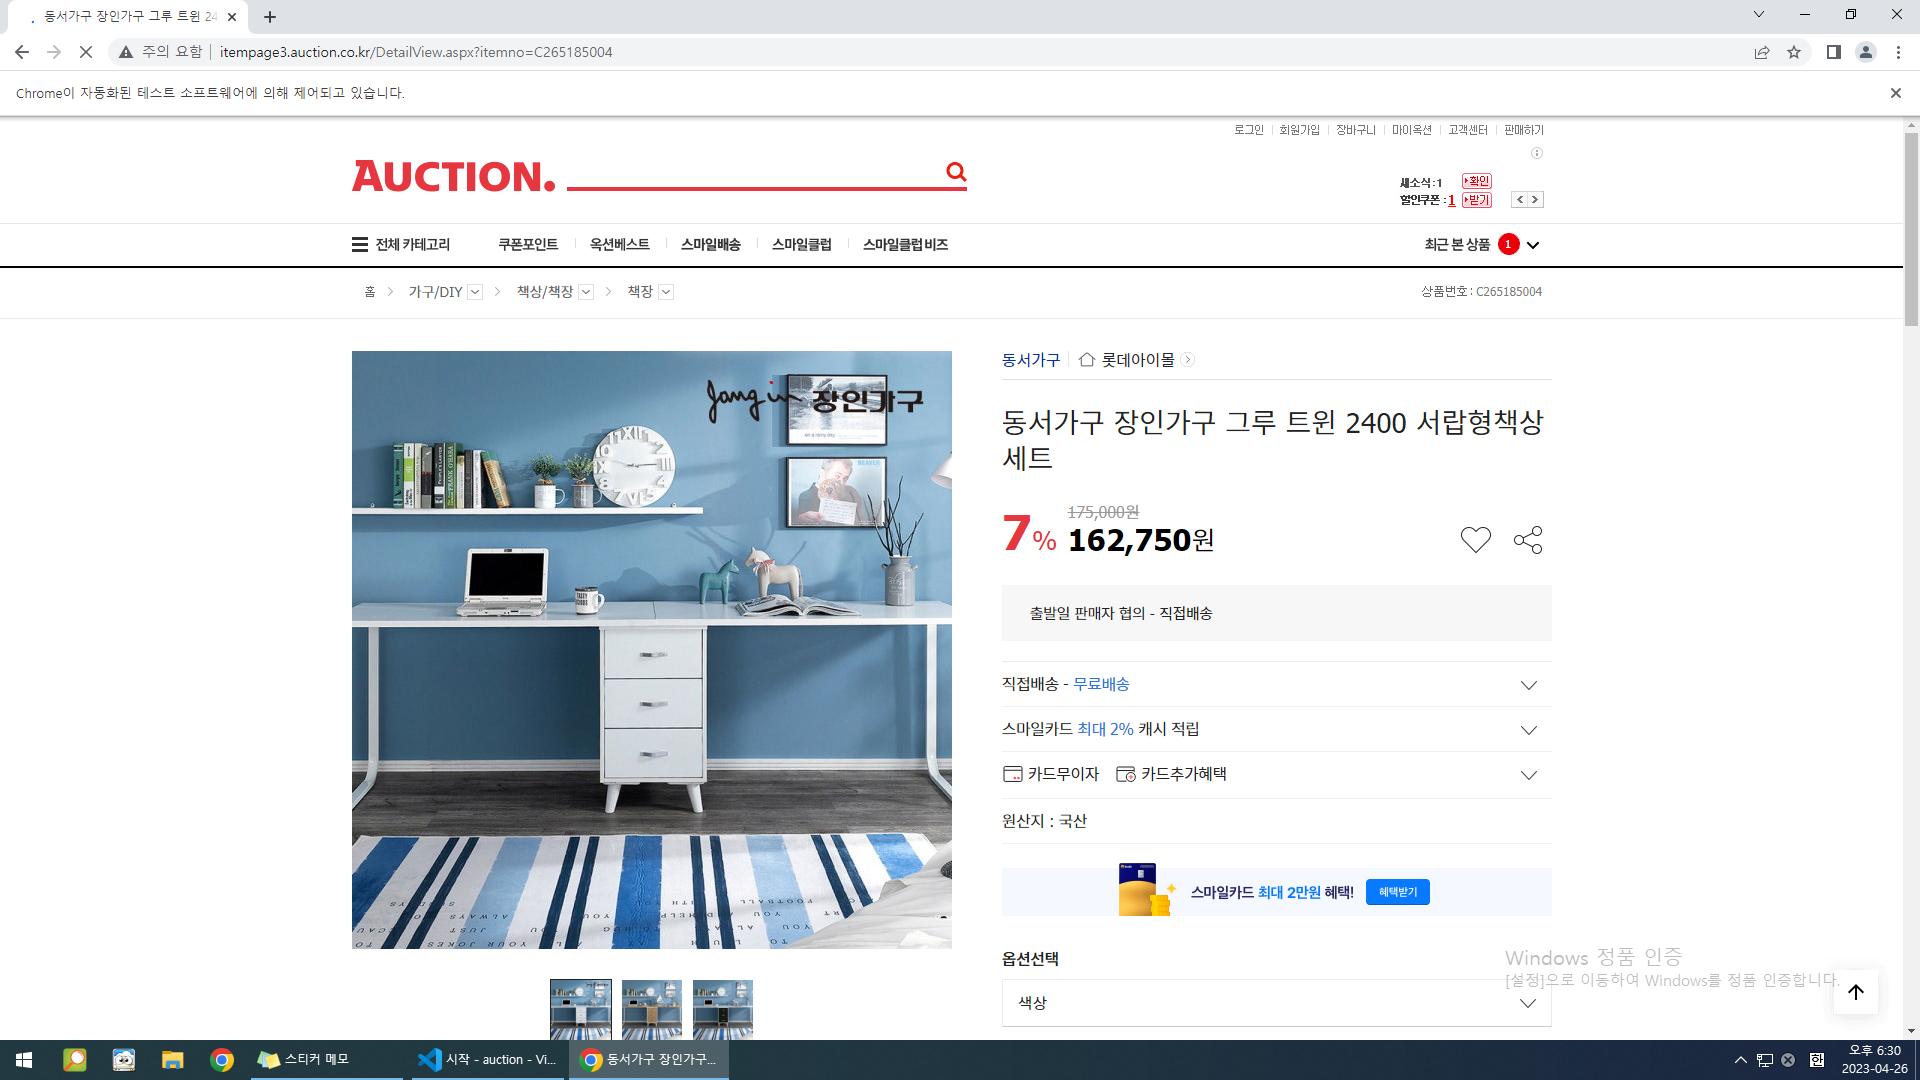 동서가구 장인가구 그루 트윈 24
주의 요함
itempage3.auction.co.kr/DetailView.aspx?itemno=C265185004
Chrome이 자동화된 테스트 소프트웨어에 의해 제어되고 있습니다.
로그인 회원가입 장바구니 마이옥션 고객센터 판매하기
AUCTION.
새소식 : 1 확인
할인쿠폰 : 1 받기
전체 카테고리 쿠폰포인트 옥션베스트 스마일배송 스마일클럽 스마일클럽 비즈
최근 본 상품 1
홈 > 가구/DIY > 책상/책장 > 책장
상품번호 : C265185004
Jang in 장인가구
동서가구 롯데아이몰
동서가구 장인가구 그루 트윈 2400 서랍형책상
세트
175,000원
7% 162,750원
출발일 판매자 협의 - 직접배송
직접배송 - 무료배송
스마일카드 최대 2% 캐시 적립
카드무이자 카드추가혜택
원산지 : 국산
스마일카드 최대 2만원 혜택! 혜택받기
옵션선택
색상
Windows 정품 인증
[설정]으로 이동하여 Windows를 정품 인증합니다.
스티커 메모
시작 - auction - Vi...
동서가구 장인가구...
한
오후 6:30
2023-04-26